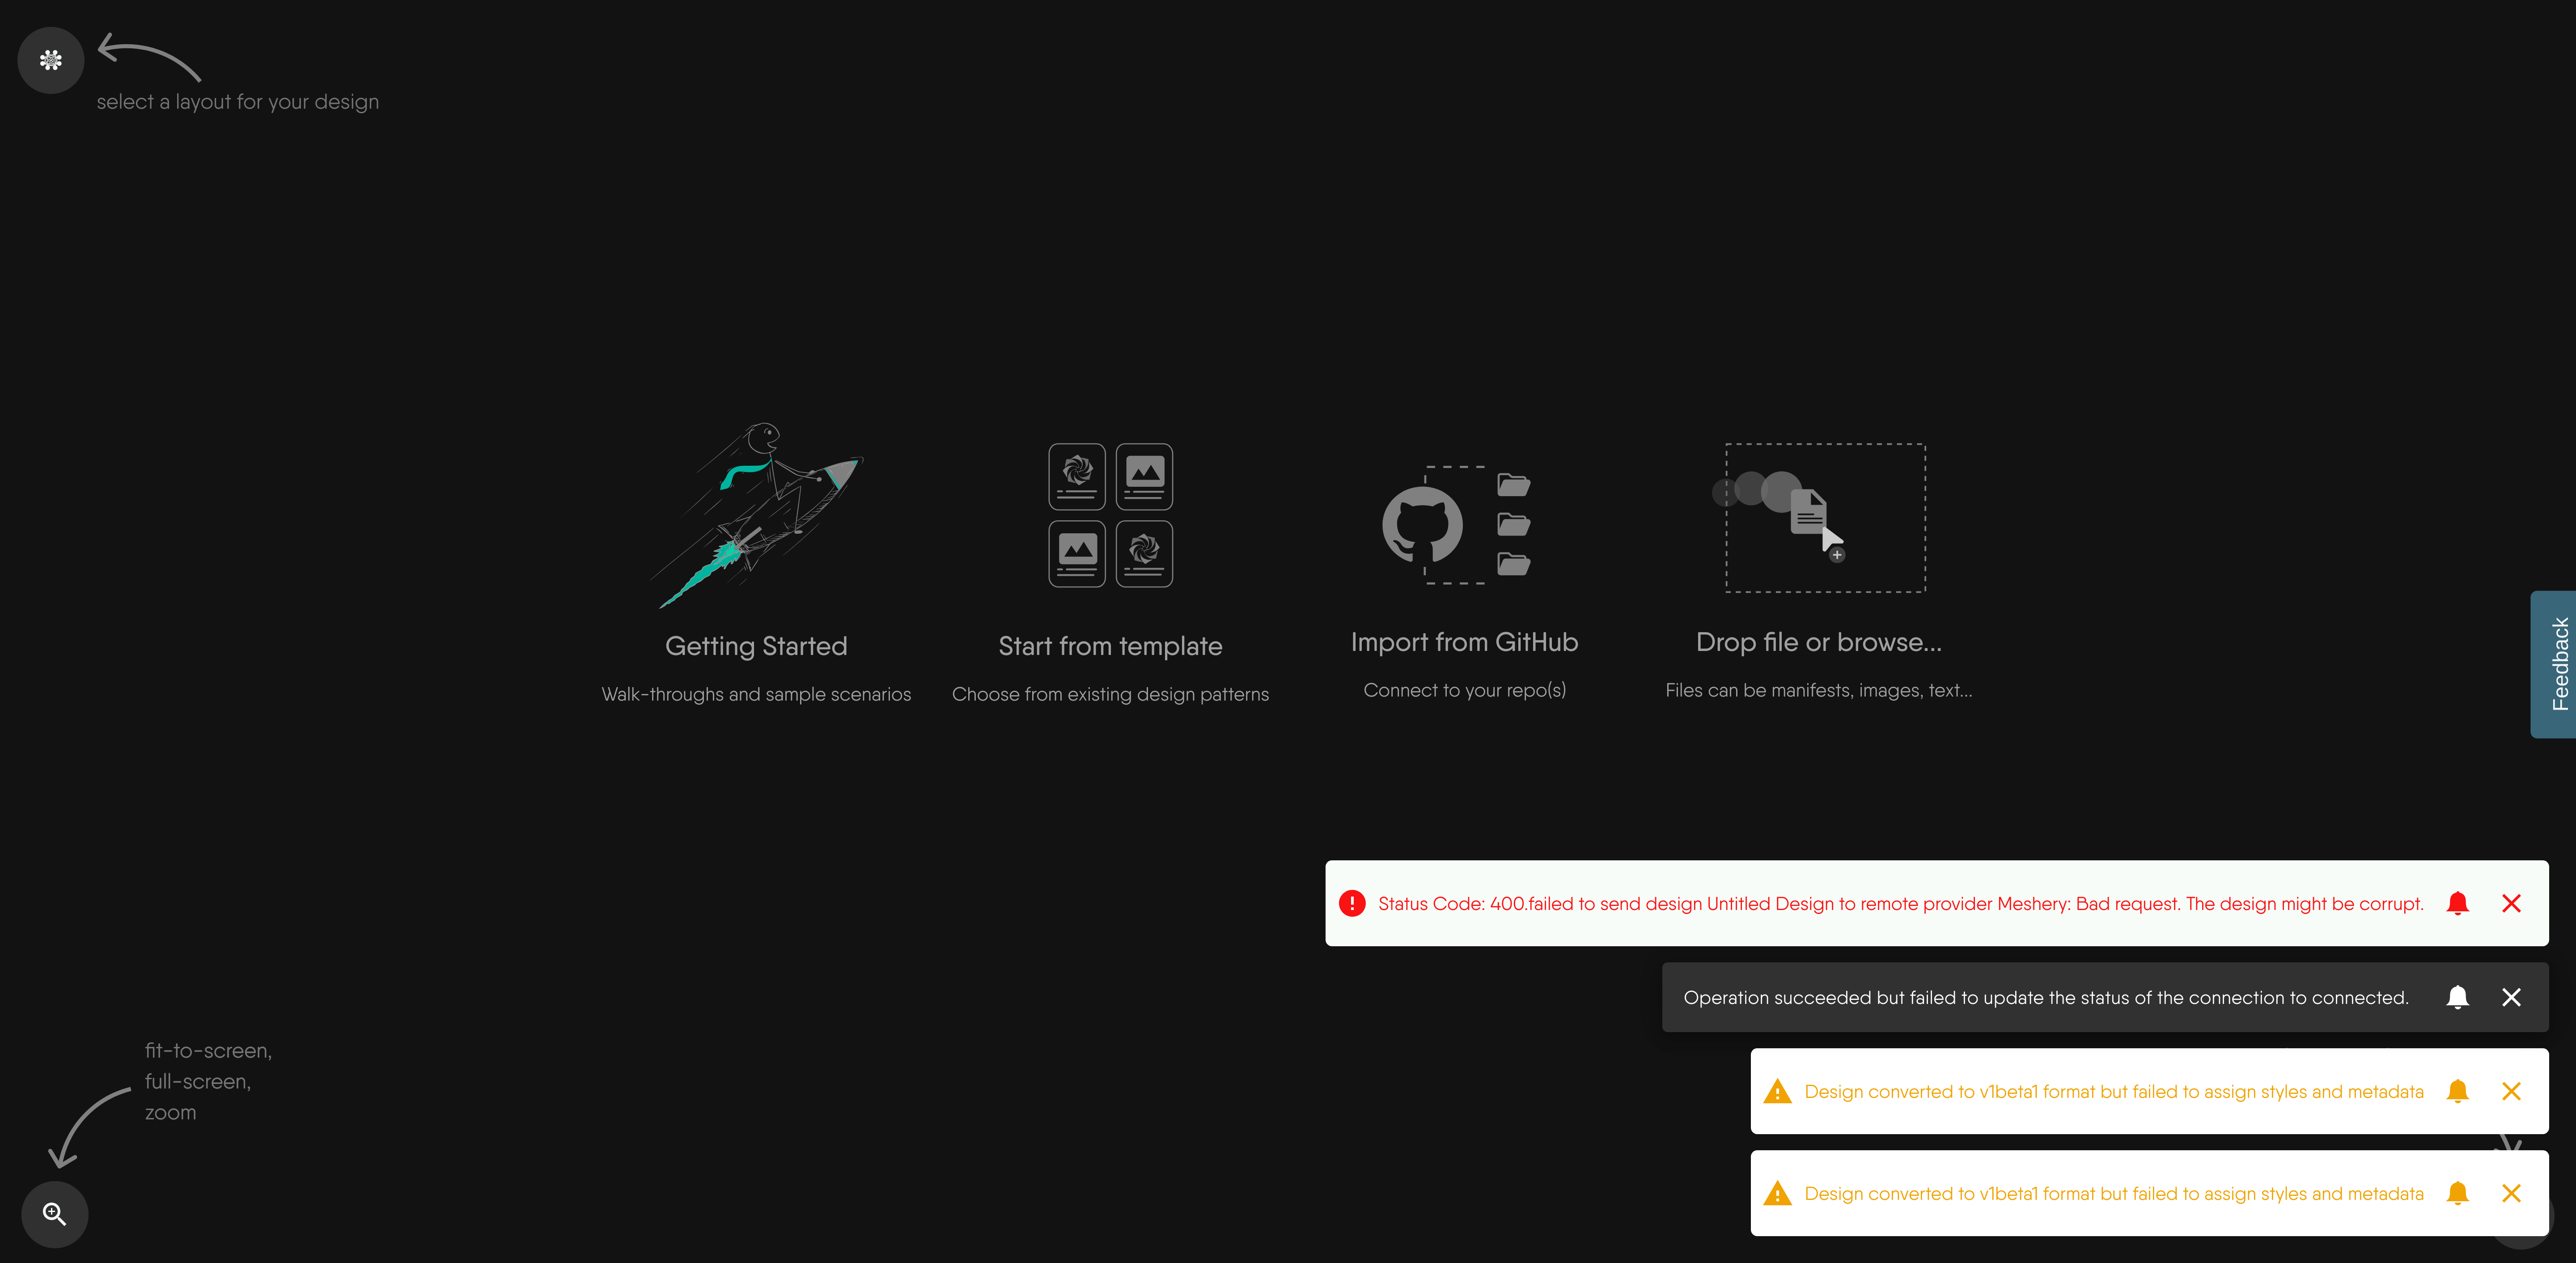 select a layout for your design
Getting Started
Walk-throughs and sample scenarios
Start from template
Choose from existing design patterns
Import from GitHub
Connect to your repo(s)
Drop file or browse...
Files can be manifests, images, text...
Feedback
Status Code: 400.failed to send design Untitled Design to remote provider Meshery: Bad request. The design might be corrupt.
Operation succeeded but failed to update the status of the connection to connected.
Design converted to v1beta1 format but failed to assign styles and metadata
Design converted to v1beta1 format but failed to assign styles and metadata
fit-to-screen,
full-screen,
zoom